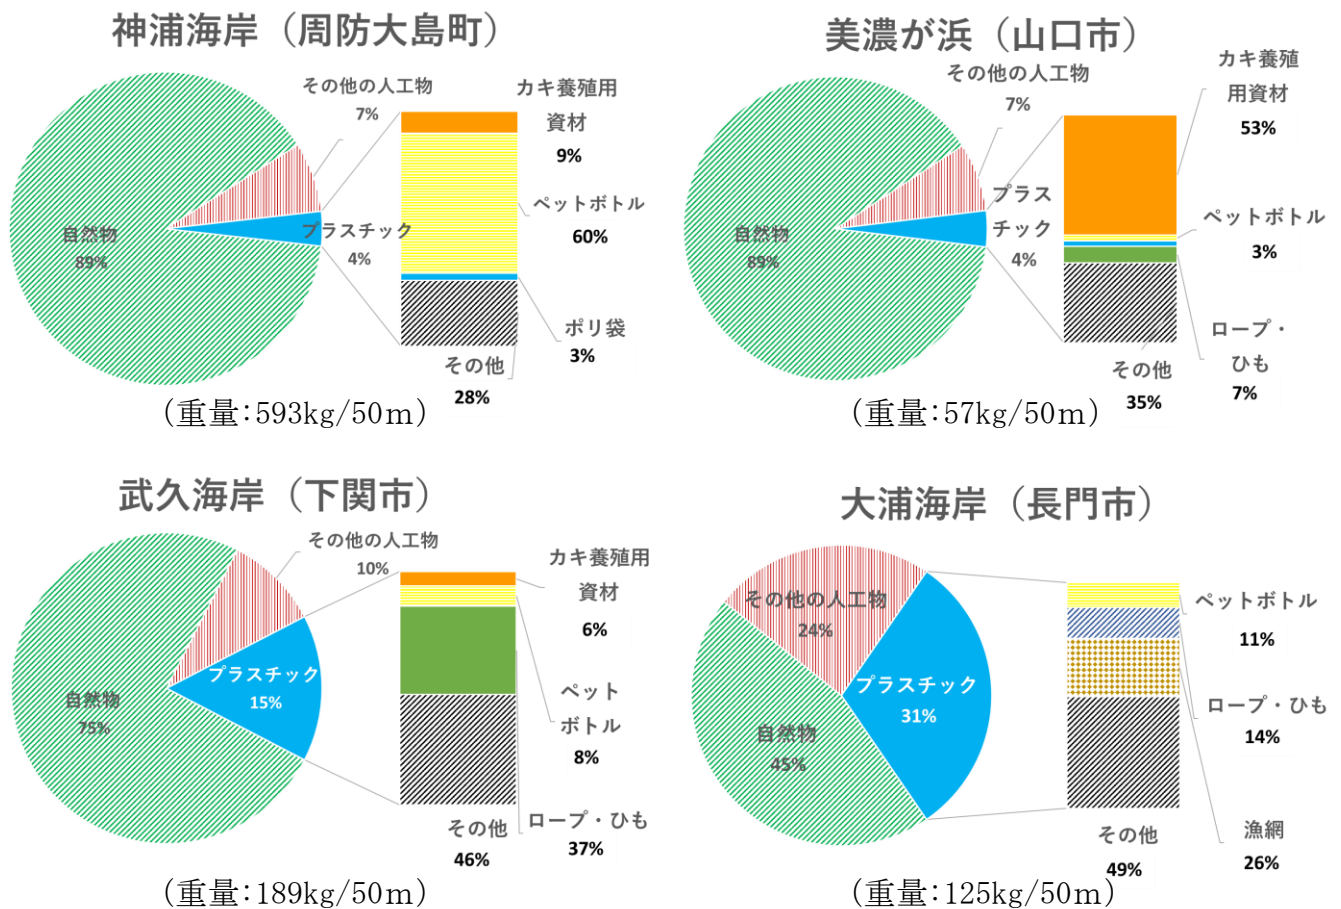 神浦海岸（周防大島町）
その他の人工物
7%
カキ養殖用
資材
9%
ペットボトル
60%
自然物
89%
プラスチック
4%
ポリ袋
3%
その他
28%
（重量：593kg/50m）
美濃が浜（山口市）
その他の人工物
7%
カキ養殖
用資材
53%
プラス
チック
4%
ペットボトル
3%
自然物
89%
ロープ・
ひも
7%
その他
35%
（重量：57kg/50m）
武久海岸（下関市）
その他の人工物
10%
カキ養殖用
資材
6%
プラスチック
15%
自然物
75%
ペット
ボトル
8%
ロープ・ひも
37%
その他
46%
（重量：189kg/50m）
大浦海岸（長門市）
その他の人工物
24%
ペットボトル
11%
プラスチック
31%
ロープ・ひも
14%
自然物
45%
漁網
26%
その他
49%
（重量：125kg/50m）